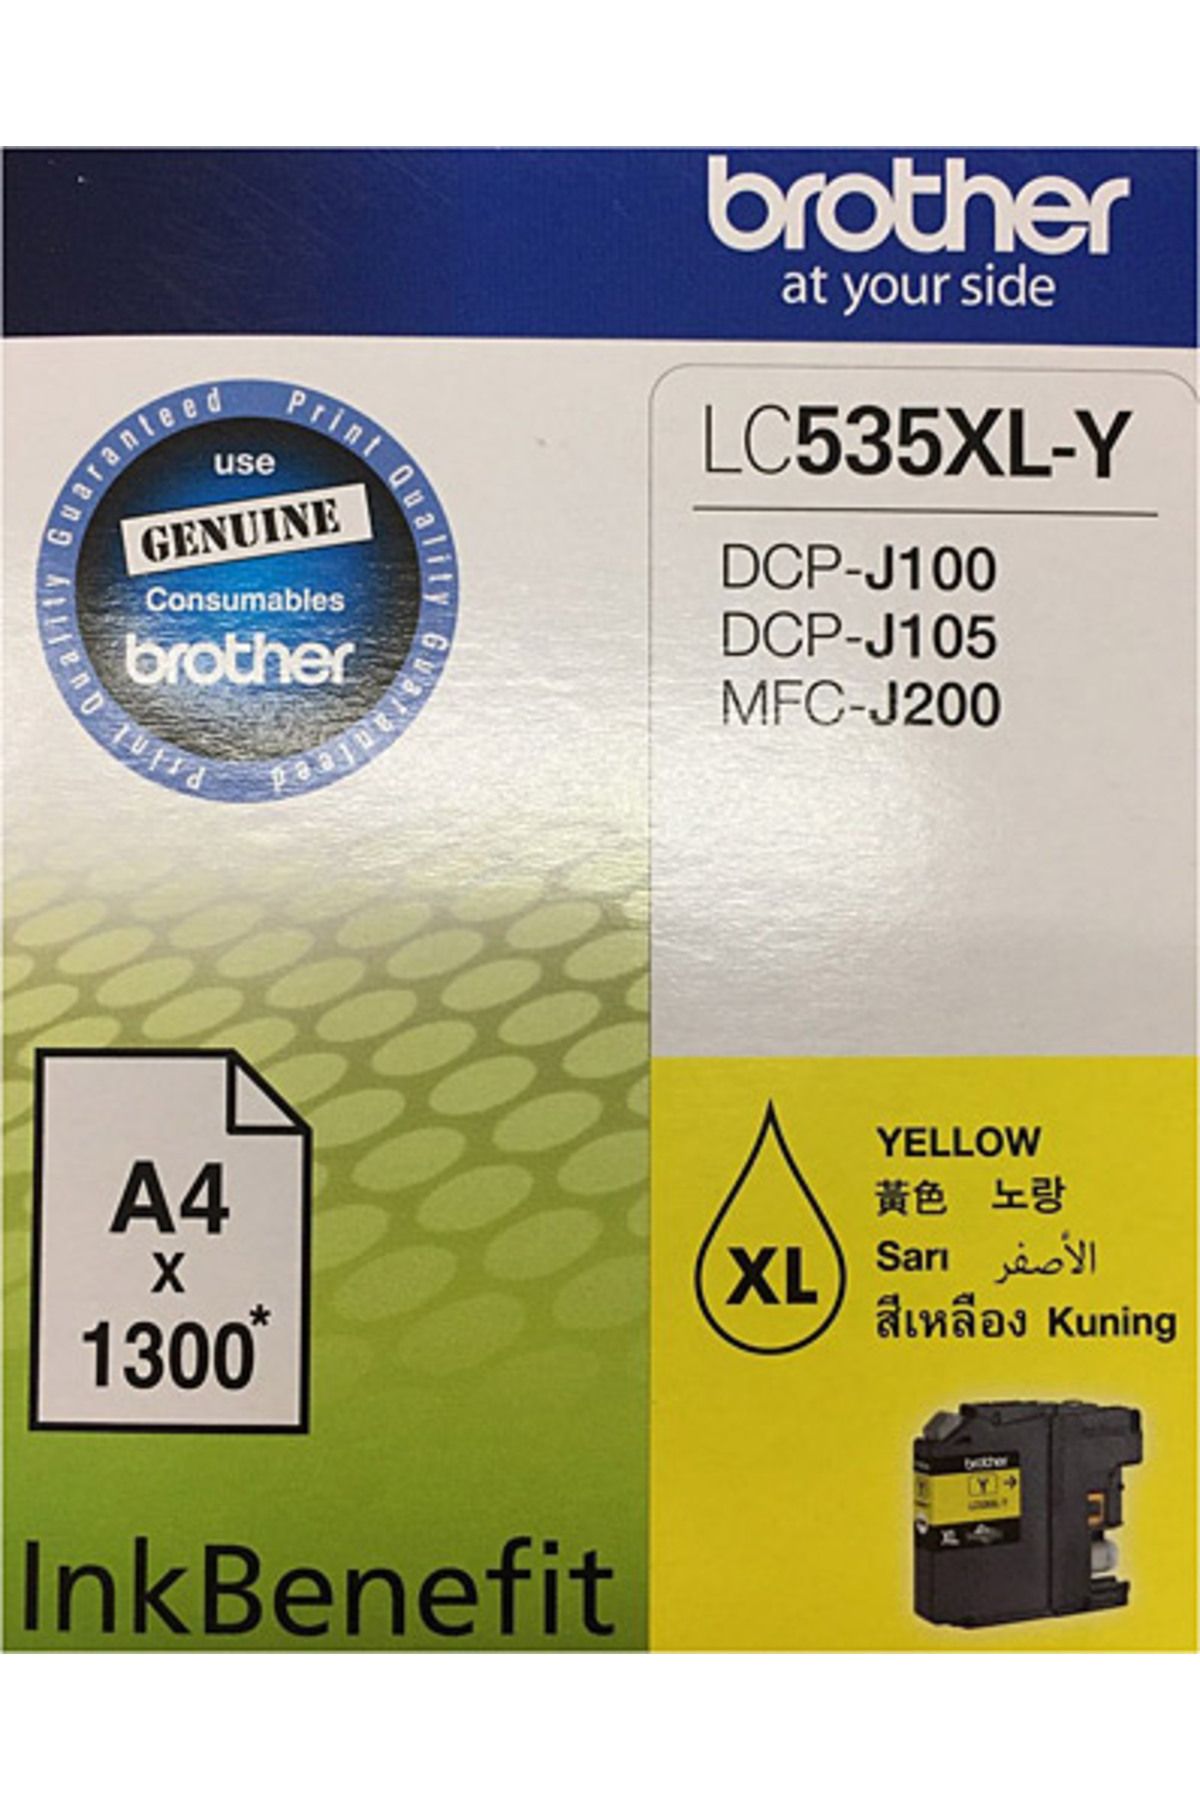 brother
at your side
Print Quality Guaranteed
Print Quality Guaranteed
use
GENUINE
Consumables
brother
LC535XL-Y
DCP-J100
DCP-J105
MFC-J200
A4
x
1300*
InkBenefit
XL
YELLOW
黃色 노랑
Sarı الأصفر
สีเหลือง Kuning
brother
Y
XL